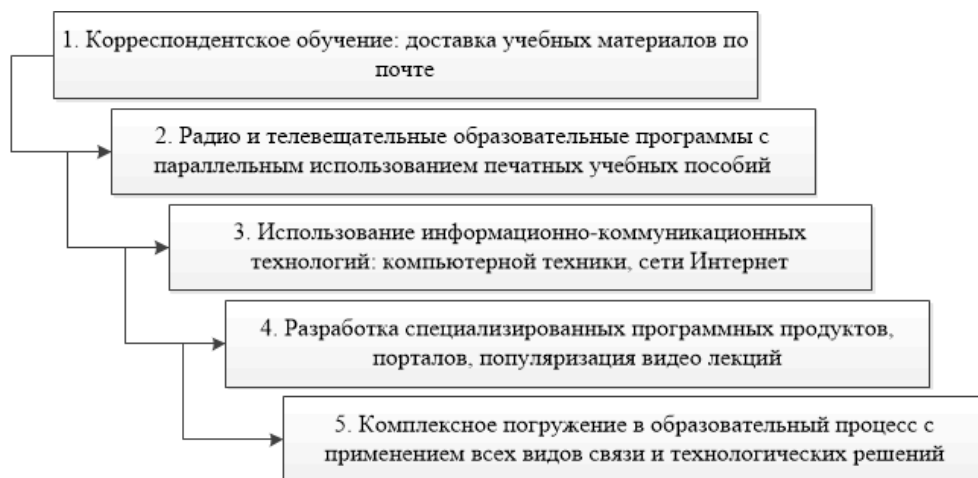 1. Корреспондентское обучение: доставка учебных материалов по
почте
2. Радио и телевещательные образовательные программы с
параллельным использованием печатных учебных пособий
3. Использование информационно-коммуникационных
технологий: компьютерной техники, сети Интернет
4. Разработка специализированных программных продуктов,
порталов, популяризация видео лекций
5. Комплексное погружение в образовательный процесс с
применением всех видов связи и технологических решений